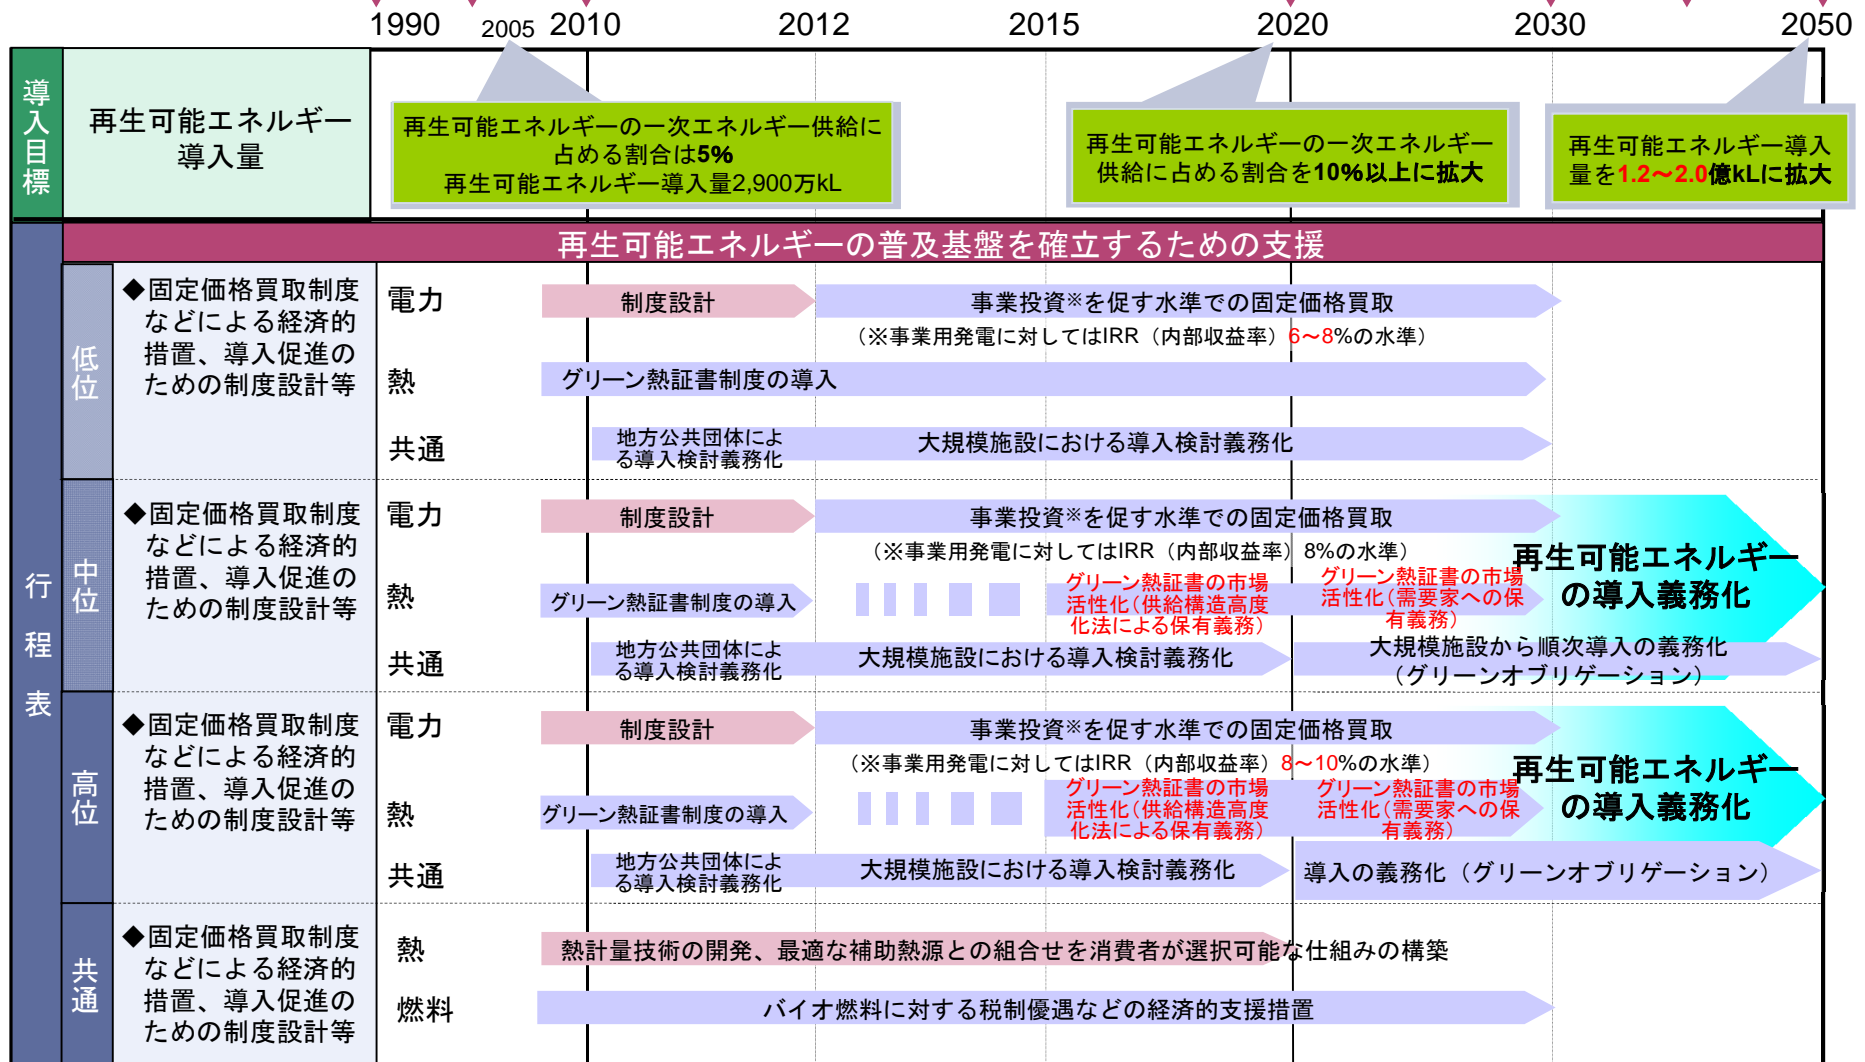 1990 2005 2010 2012 2015 2020 2030 2050
導入目標
再生可能エネルギー
導入量
再生可能エネルギーの一次エネルギー供給に
占める割合は5%
再生可能エネルギー導入量2,900万kL
再生可能エネルギーの一次エネルギー
供給に占める割合を10%以上に拡大
再生可能エネルギー導入
量を1.2～2.0億kLに拡大
行程表
再生可能エネルギーの普及基盤を確立するための支援
低位
◆固定価格買取制度
などによる経済的
措置、導入促進の
ための制度設計等
電力
制度設計
事業投資※を促す水準での固定価格買取
（※事業用発電に対してはIRR（内部収益率）6～8%の水準）
熱
グリーン熱証書制度の導入
共通
地方公共団体によ
る導入検討義務化
大規模施設における導入検討義務化
中位
◆固定価格買取制度
などによる経済的
措置、導入促進の
ための制度設計等
電力
制度設計
事業投資※を促す水準での固定価格買取
（※事業用発電に対してはIRR（内部収益率）8%の水準）
熱
グリーン熱証書制度の導入
グリーン熱証書の市場
活性化（供給構造高度
化法による保有義務）
グリーン熱証書の市場
活性化（需要家への保
有義務）
再生可能エネルギー
の導入義務化
共通
地方公共団体によ
る導入検討義務化
大規模施設における導入検討義務化
大規模施設から順次導入の義務化
（グリーンオブリゲーション）
高位
◆固定価格買取制度
などによる経済的
措置、導入促進の
ための制度設計等
電力
制度設計
事業投資※を促す水準での固定価格買取
（※事業用発電に対してはIRR（内部収益率）8～10%の水準）
熱
グリーン熱証書制度の導入
グリーン熱証書の市場
活性化（供給構造高度
化法による保有義務）
グリーン熱証書の市場
活性化（需要家への保
有義務）
再生可能エネルギー
の導入義務化
共通
地方公共団体によ
る導入検討義務化
大規模施設における導入検討義務化
導入の義務化（グリーンオブリゲーション）
共通
◆固定価格買取制度
などによる経済的
措置、導入促進の
ための制度設計等
熱
熱計量技術の開発、最適な補助熱源との組合せを消費者が選択可能な仕組みの構築
燃料
バイオ燃料に対する税制優遇などの経済的支援措置